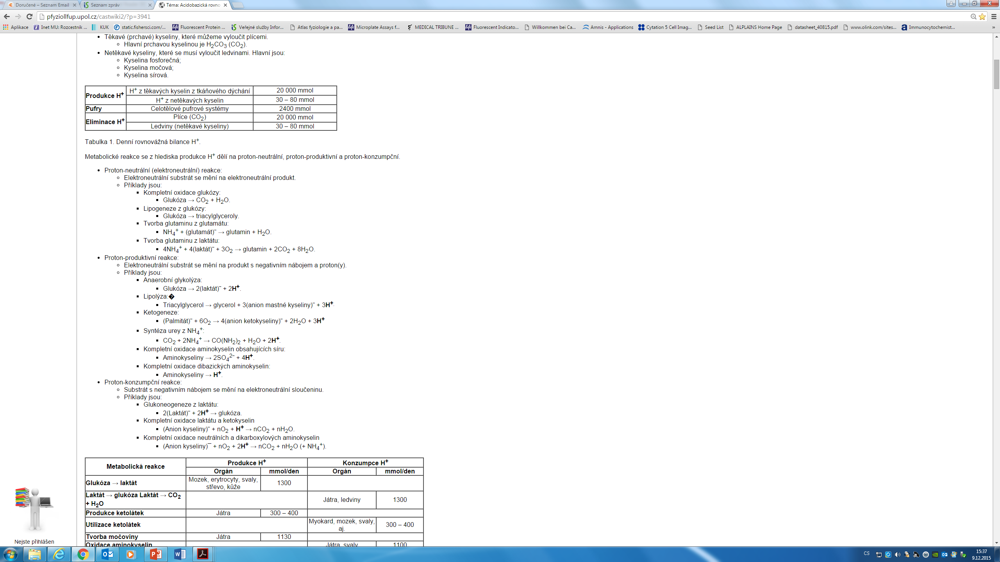 Doručené – Seznam Email
Seznam zpráv
Téma: Acidobazická rovno
pfyziollfup.upol.cz/castwiki2/?p=3941
Aplikace Inet MU: Rozcestník ... KUK static.fishersci.com/... Fluorescent Protein ... Veřejné služby Infor... Atlas fyziologie a pa... Microplate Assays f... MEDICAL TRIBUNE ... Fluorescent Indicato... Willkommen bei Ca... Amnis - Applications Cytation 5 Cell Imag... Seed List ALPLAINS Home Page datasheet_40815.pdf www.olink.com/sites... Immunocytochemist... »
• Těkavé (prchavé) kyseliny, které můžeme vyloučit plícemi.
◦ Hlavní prchavou kyselinou je H₂CO₃ (CO₂).
• Netěkavé kyseliny, které se musí vyloučit ledvinami. Hlavní jsou:
◦ Kyselina fosforečná;
◦ Kyselina močová;
◦ Kyselina sírová.
Produkce H⁺ H⁺ z těkavých kyselin z tkáňového dýchání 20 000 mmol
H⁺ z netěkavých kyselin 30 – 80 mmol
Pufry Celotělové pufrové systémy 2400 mmol
Eliminace H⁺ Plíce (CO₂) 20 000 mmol
Ledviny (netěkavé kyseliny) 30 – 80 mmol
Tabulka 1. Denní rovnovážná bilance H⁺.
Metabolické reakce se z hlediska produkce H⁺ dělí na proton-neutrální, proton-produktivní a proton-konzumpční.
• Proton-neutrální (elektroneutrální) reakce:
◦ Elektroneutrální substrát se mění na elektroneutrální produkt.
◦ Příklady jsou:
▪ Kompletní oxidace glukózy:
▪ Glukóza → CO₂ + H₂O.
▪ Lipogeneze z glukózy:
▪ Glukóza → triacylglyceroly.
▪ Tvorba glutaminu z glutamátu:
▪ NH₄⁺ + (glutamát)⁻ → glutamin + H₂O.
▪ Tvorba glutaminu z laktátu:
▪ 4NH₄⁺ + 4(laktát)⁻ + 3O₂ → glutamin + 2CO₂ + 8H₂O.
• Proton-produktivní reakce:
◦ Elektroneutrální substrát se mění na produkt s negativním nábojem a proton(y).
◦ Příklady jsou:
▪ Anaerobní glykolýza:
▪ Glukóza → 2(laktát)⁻ + 2H⁺.
▪ Lipolýza:�
▪ Triacylglycerol → glycerol + 3(anion mastné kyseliny)⁻ + 3H⁺.
▪ Ketogeneze:
▪ (Palmitát)⁻ + 6O₂ → 4(anion ketokyseliny)⁻ + 2H₂O + 3H⁺
▪ Syntéza urey z NH₄⁺:
▪ CO₂ + 2NH₄⁺ → CO(NH₂)₂ + H₂O + 2H⁺.
▪ Kompletní oxidace aminokyselin obsahujících síru:
▪ Aminokyseliny → 2SO₄²⁻ + 4H⁺.
▪ Kompletní oxidace dibazických aminokyselin:
▪ Aminokyseliny → H⁺.
• Proton-konzumpční reakce:
◦ Substrát s negativním nábojem se mění na elektroneutrální sloučeninu.
◦ Příklady jsou:
▪ Glukoneogeneze z laktátu:
▪ 2(Laktát)⁻ + 2H⁺ → glukóza.
▪ Kompletní oxidace laktátu a ketokyselin
▪ (Anion kyseliny)⁻ + nO₂ + H⁺ → nCO₂ + nH₂O.
▪ Kompletní oxidace neutrálních a dikarboxylových aminokyselin
▪ (Anion kyseliny)⁻ + nO₂ + 2H⁺ → nCO₂ + nH₂O (+ NH₄⁺).
Metabolická reakce Produkce H⁺ Konzumpce H⁺
Orgán mmol/den Orgán mmol/den
Glukóza → laktát Mozek, erytrocyty, svaly, střevo, kůže 1300
Laktát → glukóza Laktát → CO₂
+ H₂O Játra, ledviny 1300
Produkce ketolátek Játra 300 – 400
Utilizace ketolátek Myokard, mozek, svaly, aj. 300 – 400
Tvorba močoviny Játra 1130
Oxidace aminokyselin Játra, svaly 1100
Nejste přihlášen
CS 15:37
9.12.2015